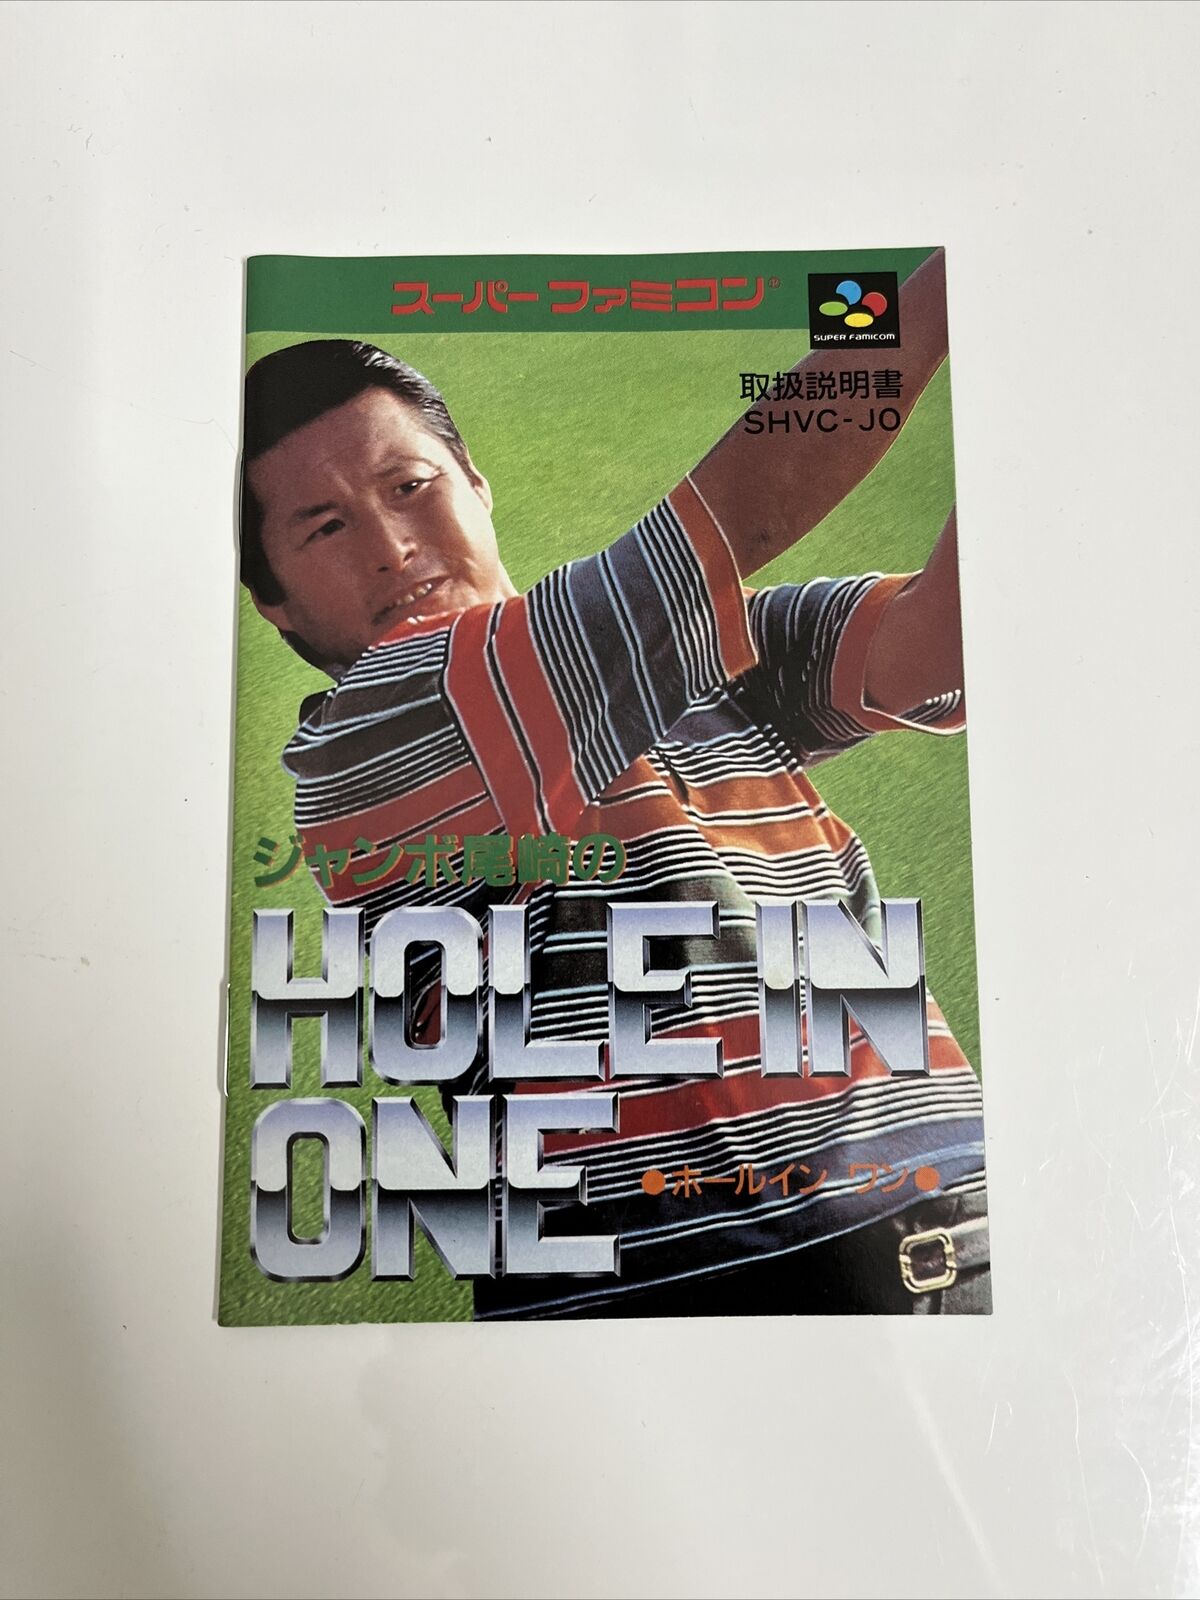 スーパーファミコン®
SUPER FAMICOM
取扱説明書
SHVC-JO
ジャンボ尾崎の
HOLE IN
ONE
●ホールイン ワン●